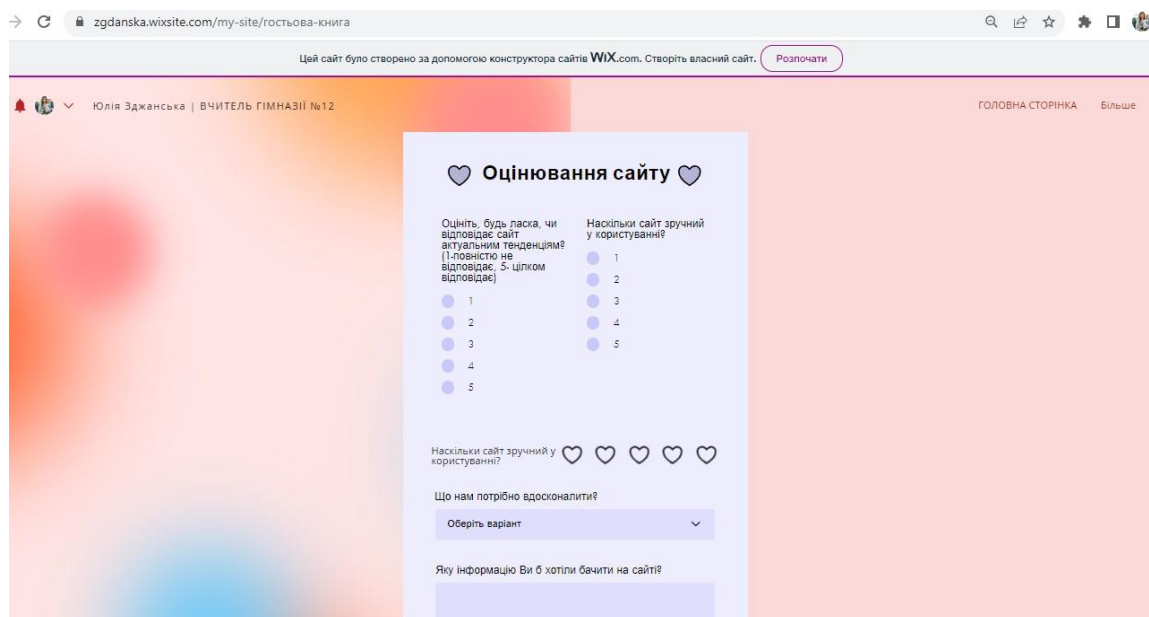 zgdanska.wixsite.com/my-site/гостьова-книга
Цей сайт було створено за допомогою конструктора сайтів WiX.com. Створіть власний сайт. Розпочати
Юлія Зджанська | ВЧИТЕЛЬ ГІМНАЗІЇ №12
ГОЛОВНА СТОРІНКА Більше
Оцінювання сайту
Оцініть, будь ласка, чи
відповідає сайт
актуальним тенденціям?
(1-повністю не
відповідає, 5- цілком
відповідає)
1
2
3
4
5
Наскільки сайт зручний
у користуванні?
1
2
3
4
5
Наскільки сайт зручний у
користуванні?
Що нам потрібно вдосконалити?
Оберіть варіант
Яку інформацію Ви б хотіли бачити на сайті?